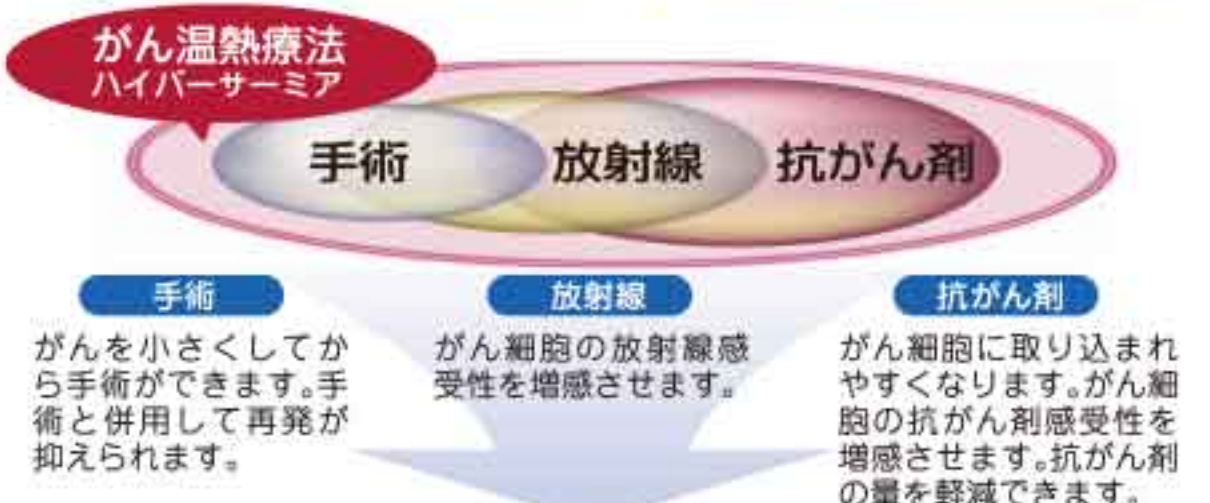 がん温熱療法
ハイパーサーミア
手術
放射線
抗がん剤
手術
がんを小さくしてか
ら手術ができます。手
術と併用して再発が
抑えられます。
放射線
がん細胞の放射線感
受性を増感させます。
抗がん剤
がん細胞に取り込まれ
やすくなります。がん細
胞の抗がん剤感受性を
増感させます。抗がん剤
の量を軽減できます。